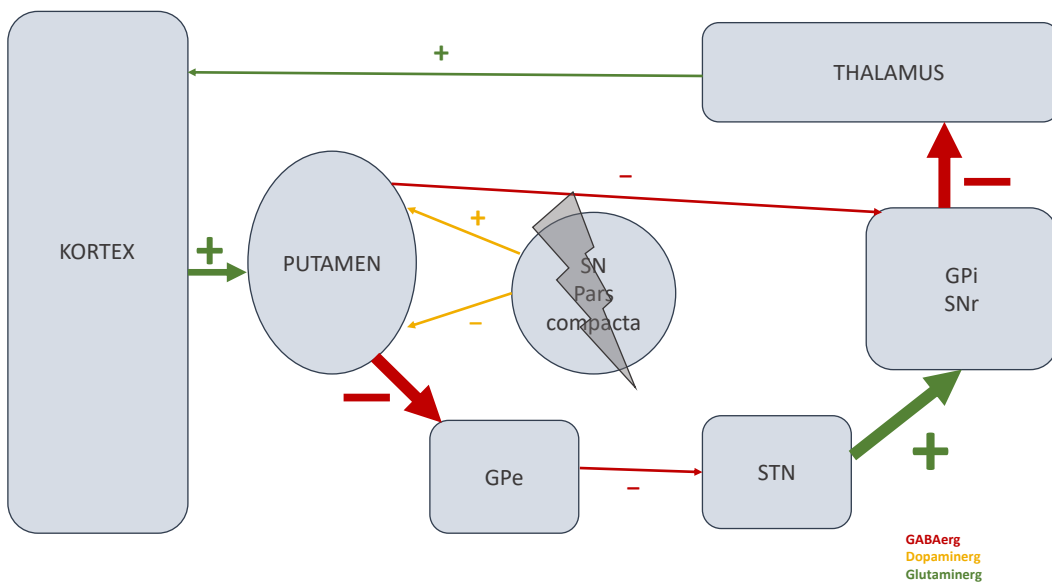 +
THALAMUS
KORTEX
+
PUTAMEN
–
+
–
SN
Pars
compacta
–
GPi
SNr
–
GPe
–
STN
+
GABAerg
Dopaminerg
Glutaminerg